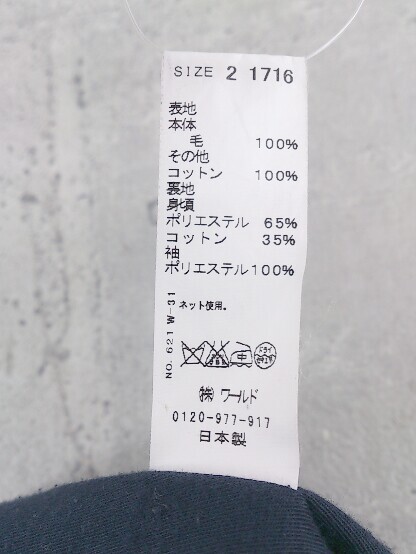 SIZE 2 1716
表地
本体
毛 100%
その他
コットン 100%
裏地
身頃
ポリエステル 65%
コットン 35%
袖
ポリエステル100%
ネット使用。
NO.621 W-31
ドライ
㈱ ワールド
0120-977-917
日本製